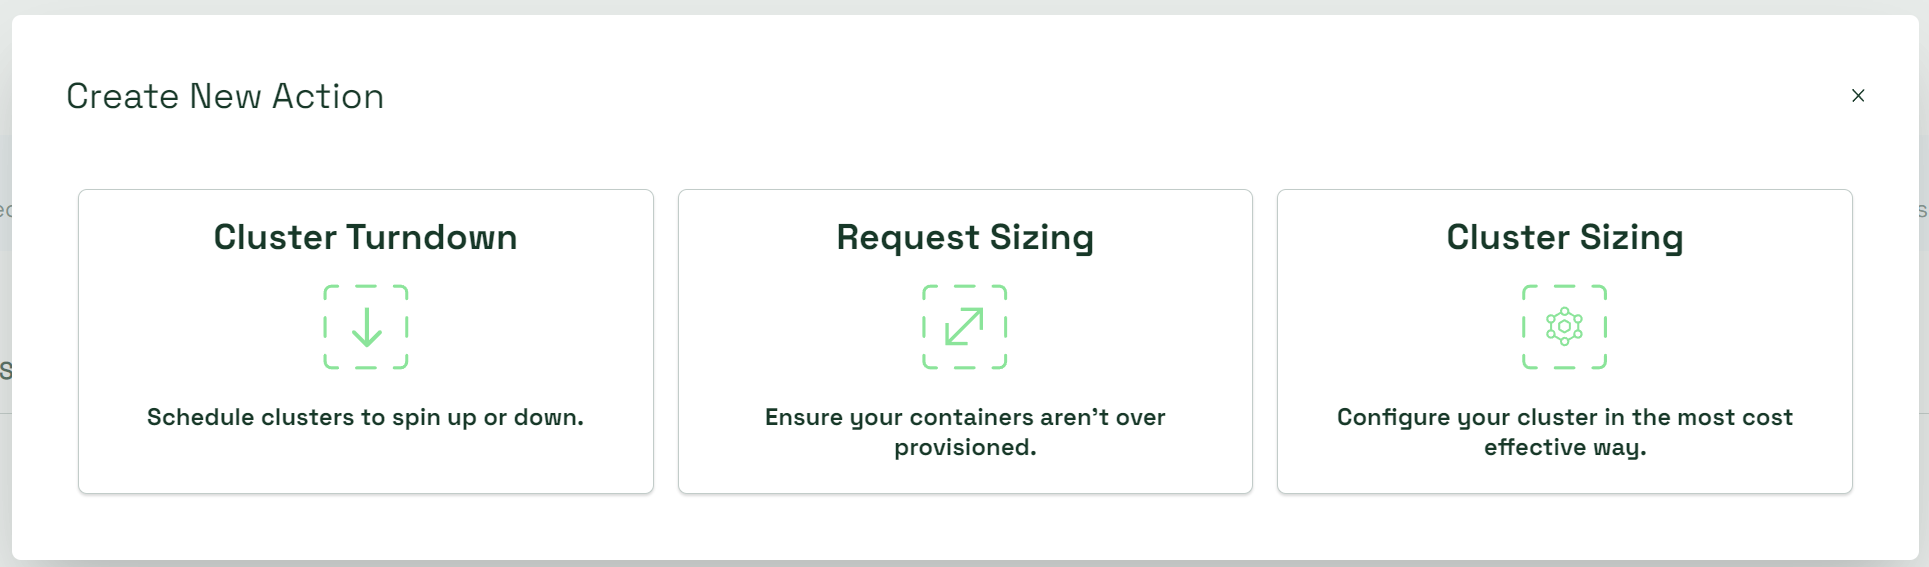 Create New Action
Cluster Turndown
Schedule clusters to spin up or down.
Request Sizing
Ensure your containers aren't over
provisioned.
Cluster Sizing
Configure your cluster in the most cost
effective way.